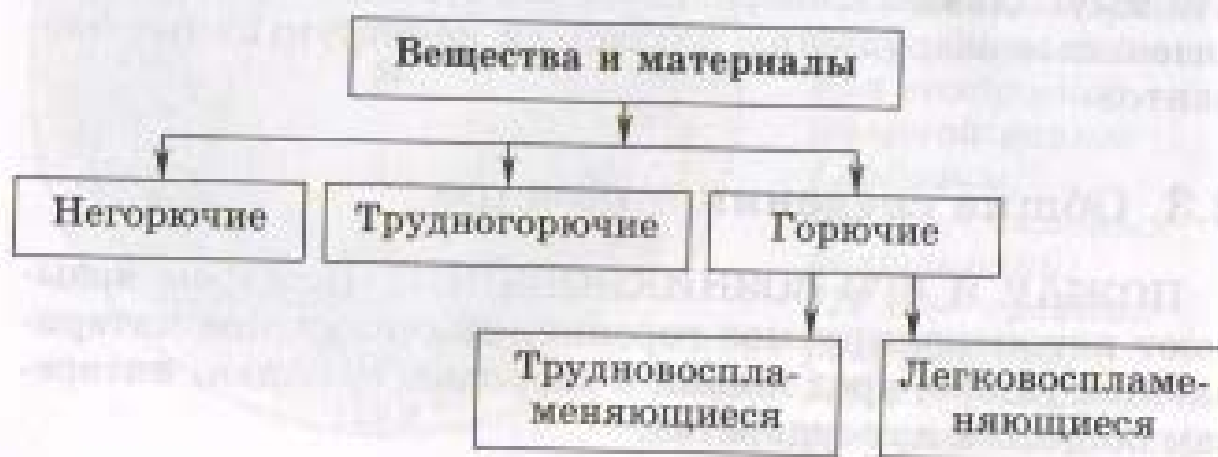 Вещества и материалы
Негорючие
Трудногорючие
Горючие
Трудновоспла-
меняющиеся
Легковоспламе-
няющиеся